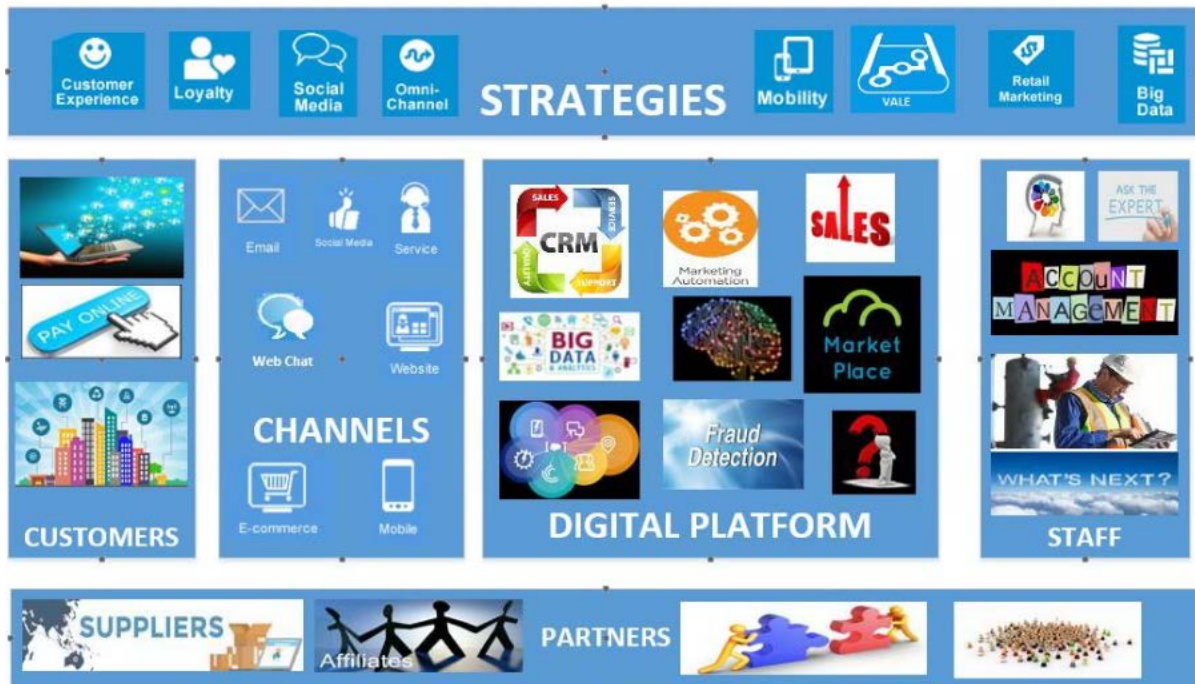 Customer
Experience
Loyalty
Social
Media
Omni-
Channel
STRATEGIES
Mobility
VALE
Retail
Marketing
Big
Data
PAY ONLINE
CUSTOMERS
Email
Social Media
Service
Web Chat
Website
CHANNELS
E-commerce
Mobile
SALES
SERVICE
CRM
QUALITY
SUPPORT
Marketing
Automation
SALES
BIG
DATA
& ANALYTICS
Market
Place
Fraud
Detection
?
DIGITAL PLATFORM
ASK THE
EXPERT
ACCOuNT
MANAGeMENT
WHAT'S NEXT?
STAFF
SUPPLIERS
Affiliates
PARTNERS